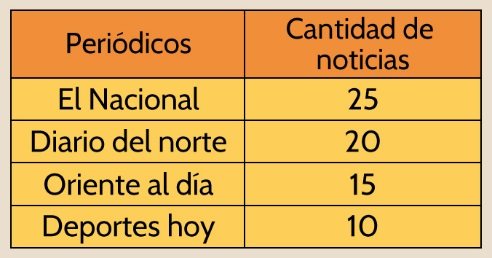 Periódicos
Cantidad de
noticias
El Nacional 25
Diario del norte 20
Oriente al día 15
Deportes hoy 10